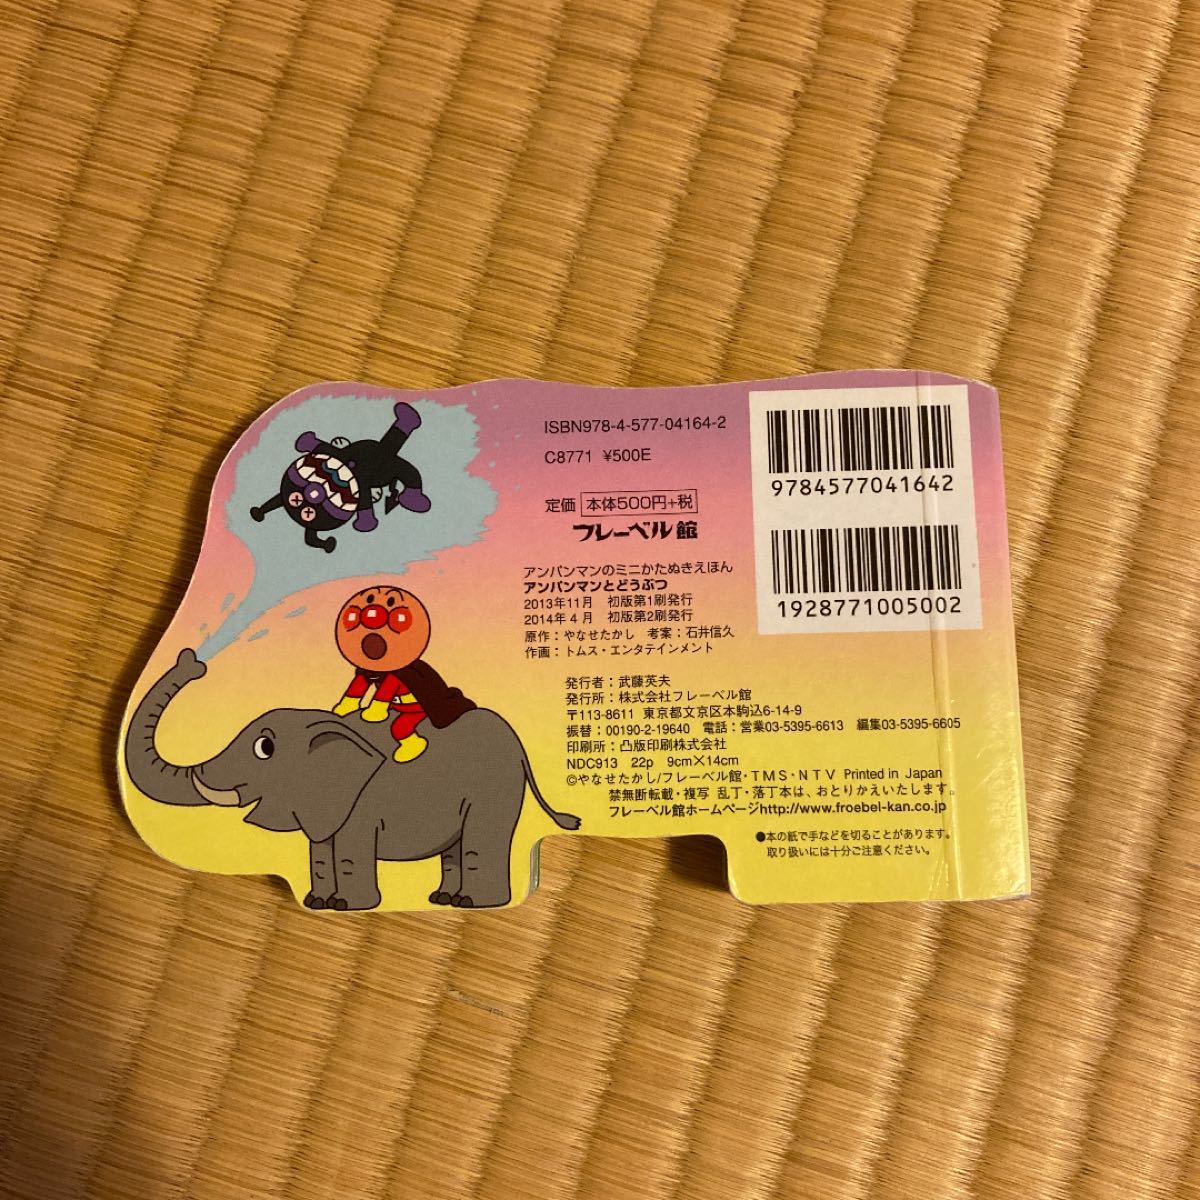 ISBN978-4-577-04164-2
C8771 ¥500E
定価 本体500円+税
フレーベル館
アンパンマンのミニかたぬきえほん
アンパンマンとどうぶつ
2013年11月 初版第1刷発行
2014年4月 初版第2刷発行
原作:やなせたかし 考案:石井信久
作画:トムス・エンタテインメント
発行者:武藤英夫
発行所:株式会社フレーベル館
〒113-8611 東京都文京区本駒込6-14-9
振替:00190-2-19640 電話:営業03-5395-6613 編集03-5395-6605
印刷所:凸版印刷株式会社
NDC913 22p 9cm×14cm
©やなせたかし/フレーベル館・TMS・NTV Printed in Japan
禁無断転載・複写 乱丁・落丁本は、おとりかえいたします。
フレーベル館ホームページhttp://www.froebel-kan.co.jp
●本の紙で手などを切ることがあります。
取り扱いには十分ご注意ください。
9784577041642
1928771005002